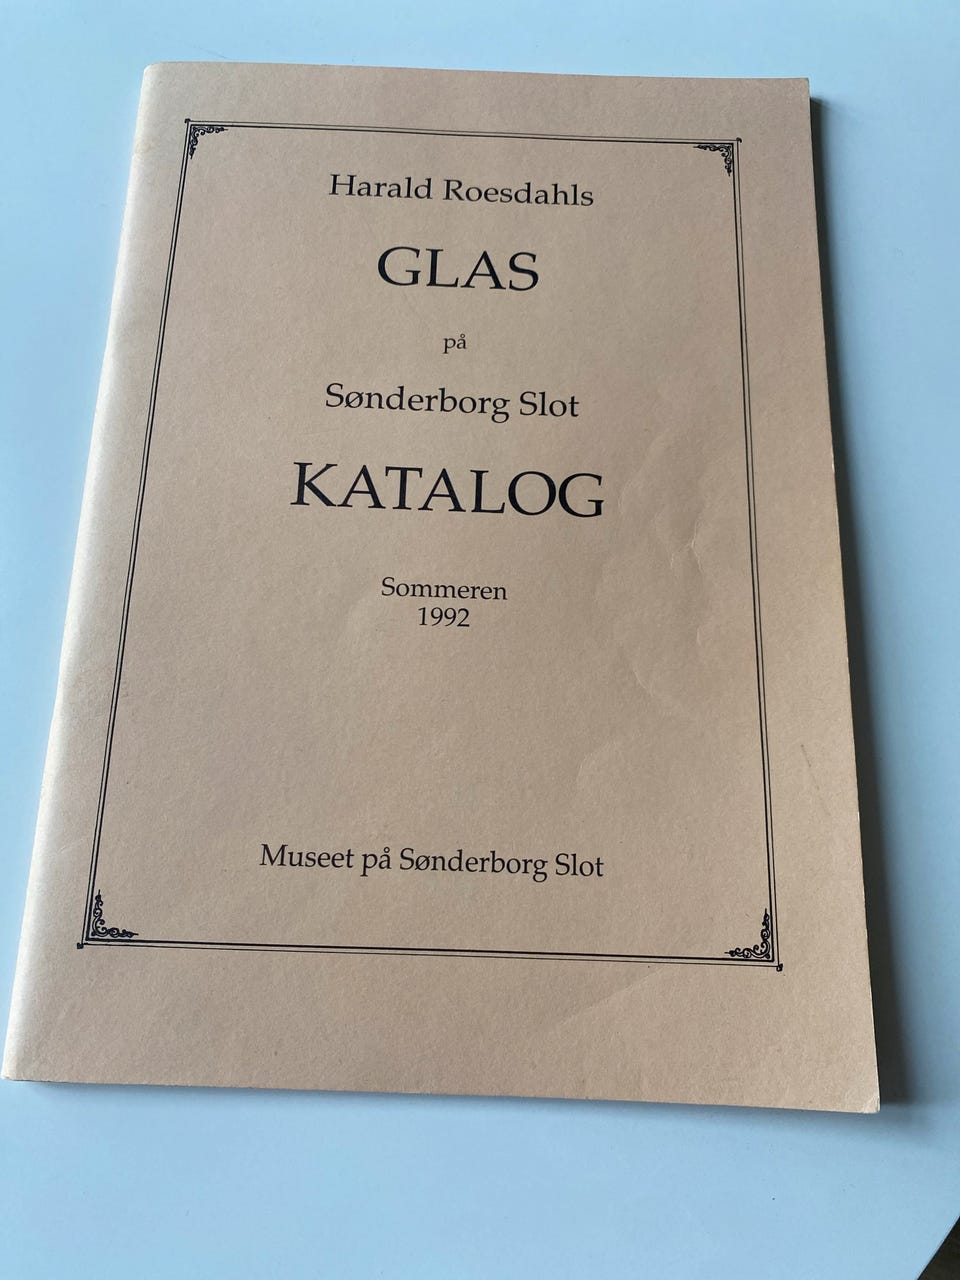 Harald Roesdahls
GLAS
på
Sønderborg Slot
KATALOG
Sommeren
1992
Museet på Sønderborg Slot